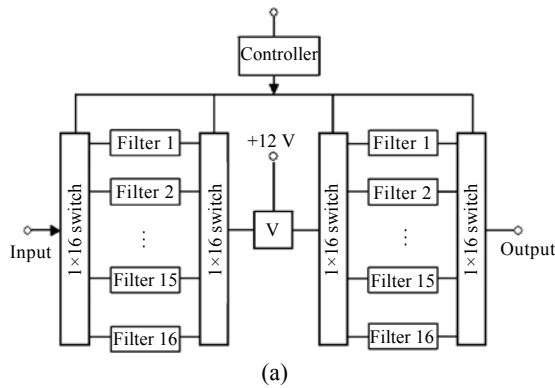 Controller
+12 V
Input
1×16 switch
Filter 1
Filter 2
⋮
Filter 15
Filter 16
1×16 switch
V
1×16 switch
Filter 1
Filter 2
⋮
Filter 15
Filter 16
1×16 switch
Output
(a)